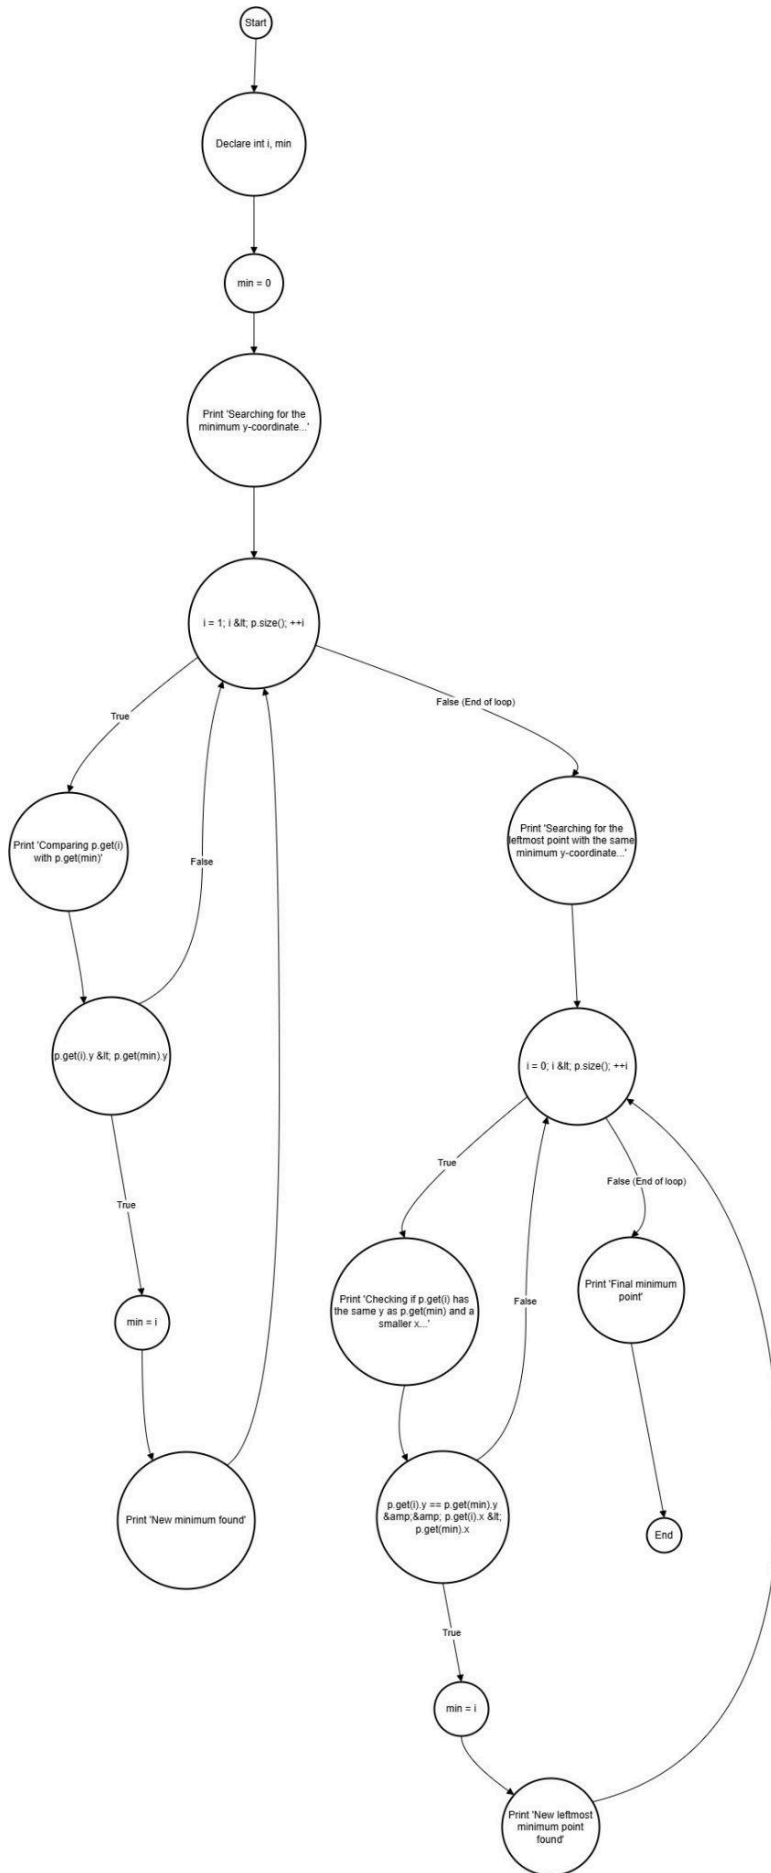 Start
Declare int i, min
min = 0
Print 'Searching for the
minimum y-coordinate...'
i = 1; i &lt; p.size(); ++i
True
False (End of loop)
Print 'Comparing p.get(i)
with p.get(min)'
False
p.get(i).y &lt; p.get(min).y
True
min = i
Print 'New minimum found'
Print 'Searching for the
leftmost point with the same
minimum y-coordinate...'
i = 0; i &lt; p.size(); ++i
True
False (End of loop)
Print 'Checking if p.get(i) has
the same y as p.get(min) and a
smaller x...'
False
Print 'Final minimum
point'
p.get(i).y == p.get(min).y
&amp;&amp; p.get(i).x &lt;
p.get(min).x
End
True
min = i
Print 'New leftmost
minimum point
found'